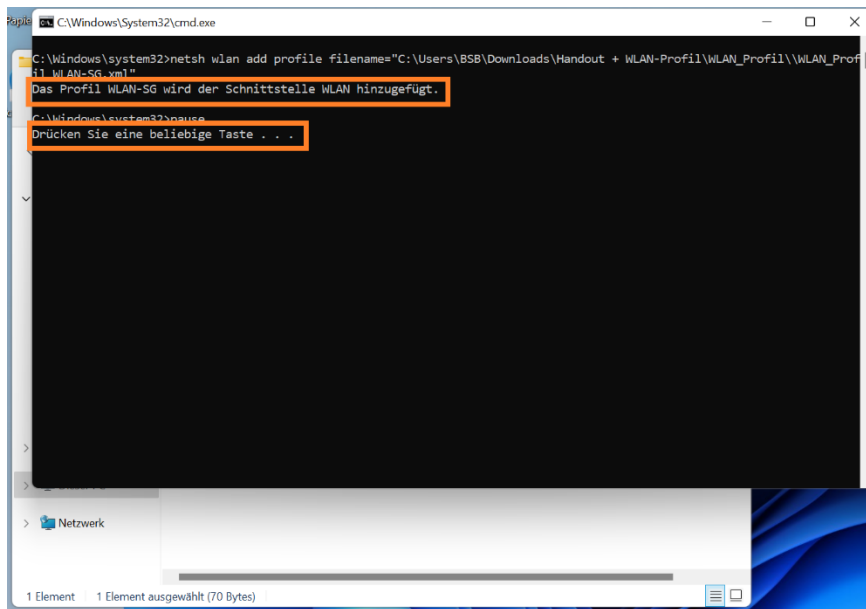 C:\Windows\System32\cmd.exe
C:\Windows\system32>netsh wlan add profile filename="C:\Users\BSB\Downloads\Handout + WLAN-Profil\WLAN_Profil\\WLAN_Prof
il WLAN-SG.xml"
Das Profil WLAN-SG wird der Schnittstelle WLAN hinzugefügt.
C:\Windows\system32>pause
Drücken Sie eine beliebige Taste . . .
Netzwerk
1 Element 1 Element ausgewählt (70 Bytes)